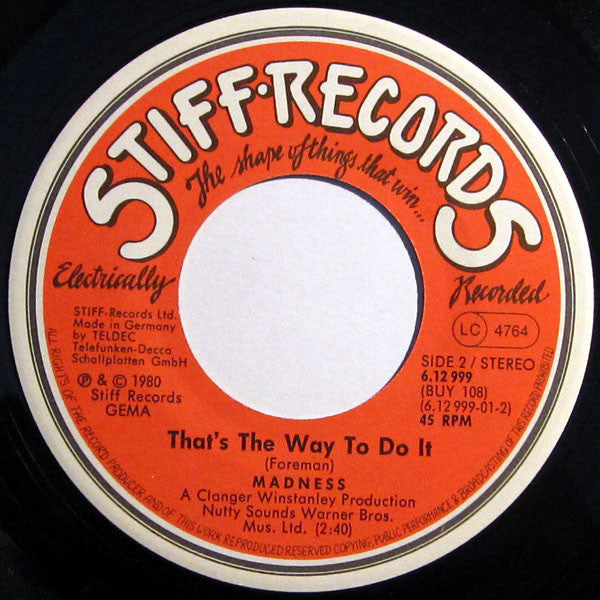 STIFF·RECORDS
The shape of things that win...
Electrically
Recorded
STIFF-Records Ltd.
Made in Germany
by TELDEC
Telefunken-Decca
Schallplatten GmbH
Ⓟ & © 1980
Stiff Records
GEMA
LC 4764
SIDE 2 / STEREO
6.12 999
(BUY 108)
(6.12 999-01-2)
45 RPM
That's The Way To Do It
(Foreman)
MADNESS
A Clanger Winstanley Production
Nutty Sounds Warner Bros.
Mus. Ltd. (2:40)
ALL RIGHTS OF THE RECORD PRODUCER AND OF THIS WORK REPRODUCED RESERVED COPYING, PUBLIC PERFORMANCE & BROADCASTING OF THIS RECORD PROHIBITED